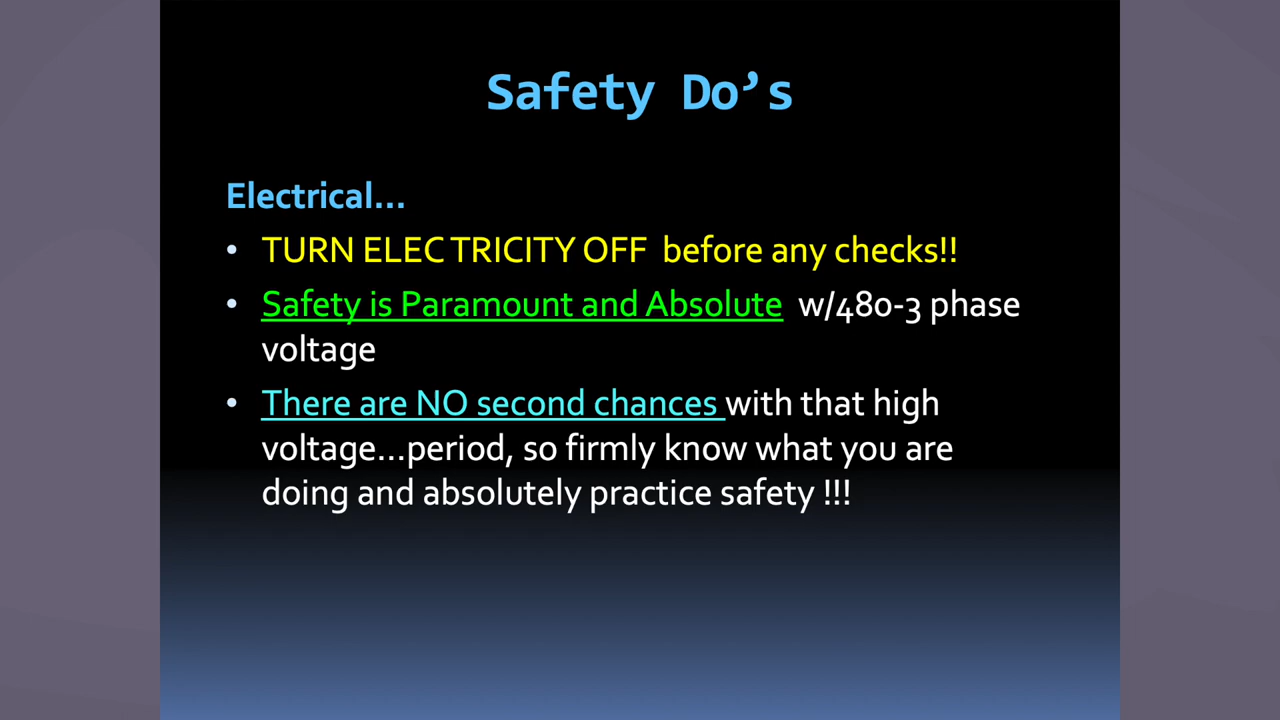 Safety Do’s
Electrical...
• TURN ELEC TRICITY OFF  before any checks!!
• Safety is Paramount and Absolute  w/480-3 phase
voltage
• There are NO second chances with that high
voltage...period, so firmly know what you are
doing and absolutely practice safety !!!